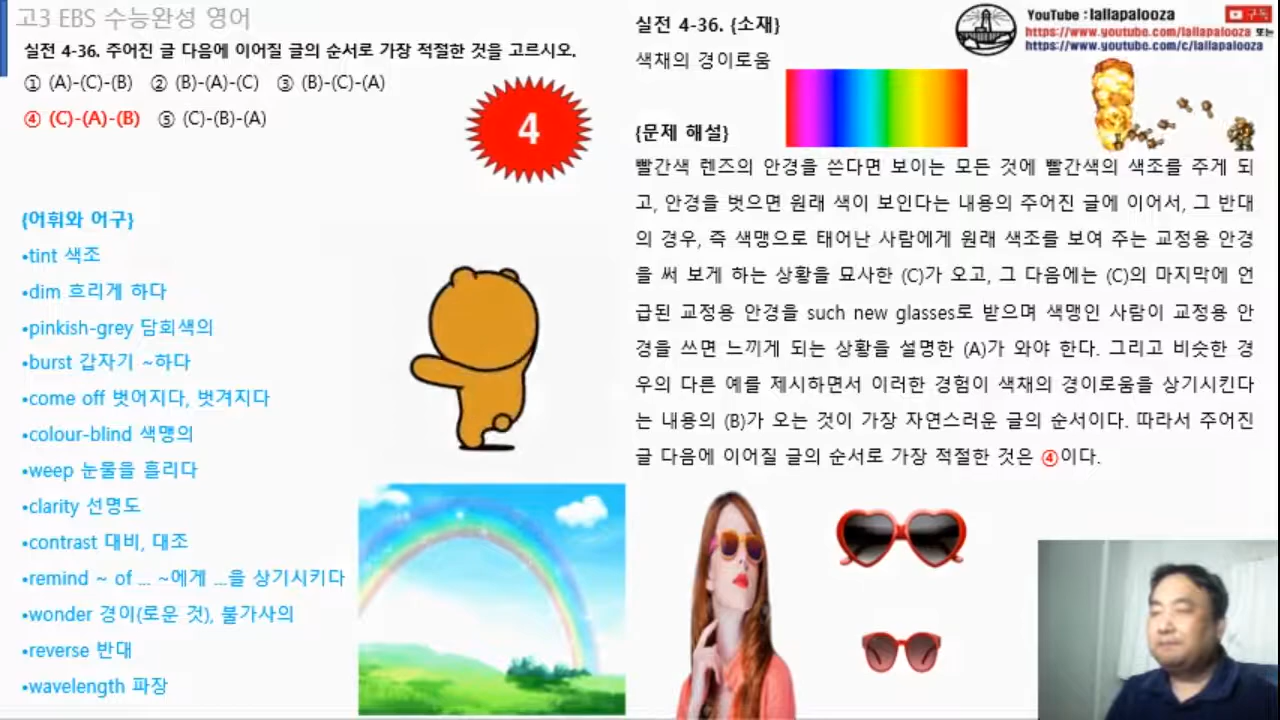 고3 EBS 수능완성 영어
실전 4-36. 주어진 글 다음에 이어질 글의 순서로 가장 적절한 것을 고르시오.
① (A)-(C)-(B) ② (B)-(A)-(C) ③ (B)-(C)-(A)
④ (C)-(A)-(B) ⑤ (C)-(B)-(A)
4
{어휘와 어구}
•tint 색조
•dim 흐리게 하다
•pinkish-grey 담회색의
•burst 갑자기 ~하다
•come off 벗어지다, 벗겨지다
•colour-blind 색맹의
•weep 눈물을 흘리다
•clarity 선명도
•contrast 대비, 대조
•remind ~ of ... ~에게 ...을 상기시키다
•wonder 경이(로운 것), 불가사의
•reverse 반대
•wavelength 파장
실전 4-36. {소재}
색채의 경이로움
{문제 해설}
빨간색 렌즈의 안경을 쓴다면 보이는 모든 것에 빨간색의 색조를 주게 되
고, 안경을 벗으면 원래 색이 보인다는 내용의 주어진 글에 이어서, 그 반대
의 경우, 즉 색맹으로 태어난 사람에게 원래 색조를 보여 주는 교정용 안경
을 써 보게 하는 상황을 묘사한 (C)가 오고, 그 다음에는 (C)의 마지막에 언
급된 교정용 안경을 such new glasses로 받으며 색맹인 사람이 교정용 안
경을 쓰면 느끼게 되는 상황을 설명한 (A)가 와야 한다. 그리고 비슷한 경
우의 다른 예를 제시하면서 이러한 경험이 색채의 경이로움을 상기시킨다
는 내용의 (B)가 오는 것이 가장 자연스러운 글의 순서이다. 따라서 주어진
글 다음에 이어질 글의 순서로 가장 적절한 것은 ④이다.
YouTube : lallapalooza
구독
https://www.youtube.com/lallapalooza 또는
https://www.youtube.com/c/lallapalooza